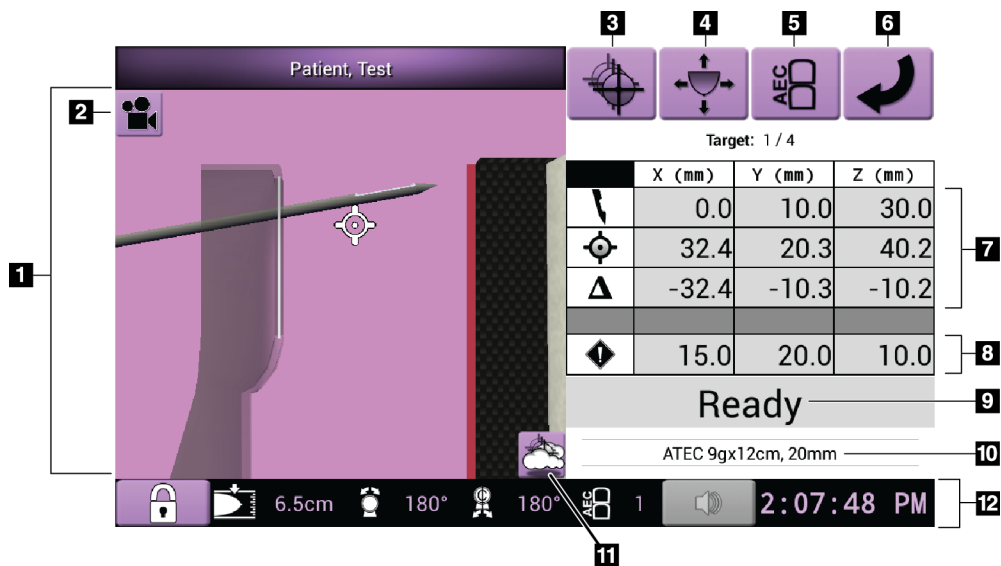 3 4 5 6
Patient, Test
1
2
AEC
Target: 1 / 4
X (mm) Y (mm) Z (mm)
0.0 10.0 30.0
32.4 20.3 40.2
Δ -32.4 -10.3 -10.2
7
! 15.0 20.0 10.0
8
Ready
9
ATEC 9gx12cm, 20mm
10
6.5cm 180° 180° AEC 1 2:07:48 PM
12
11